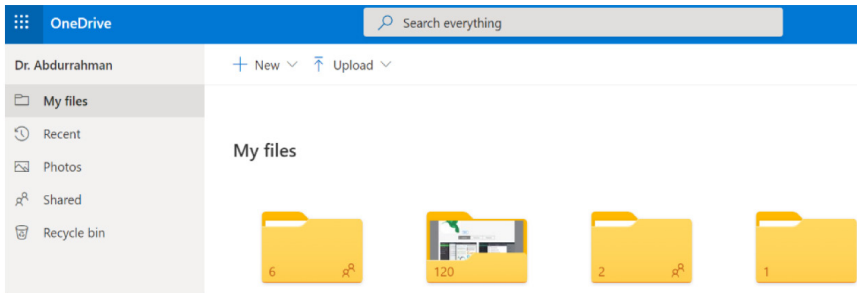 OneDrive
Search everything
Dr. Abdurrahman
New
Upload
My files
Recent
Photos
Shared
Recycle bin
My files
6
120
2
1